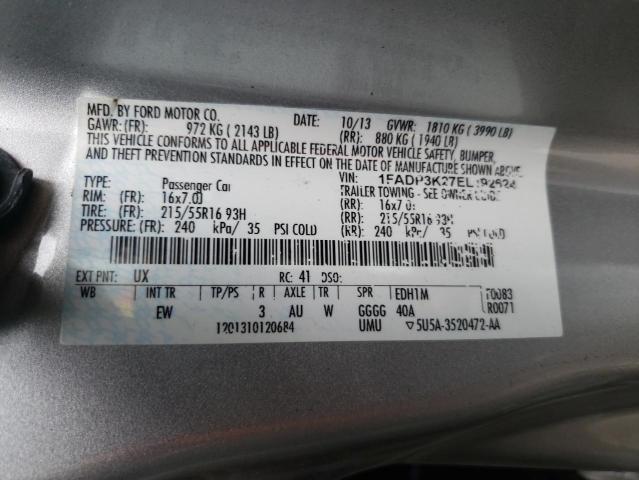 MFD. BY FORD MOTOR CO. DATE: 10/13 GVWR: 1810 KG ( 3990 LB)
GAWR: (FR): 972 KG ( 2143 LB) (RR): 880 KG ( 1940 LB)
THIS VEHICLE CONFORMS TO ALL APPLICABLE FEDERAL MOTOR VEHICLE SAFETY, BUMPER,
AND THEFT PREVENTION STANDARDS IN EFFECT ON THE DATE OF MANUFACTURE SHOWN ABOVE.
VIN:
TYPE: Passenger Car TRAILER TOWING - SEE OWNER GUIDE
RIM: (FR): 16x7.0J (RR): 16x7.0J
TIRE: (FR): 215/55R16 93H (RR): 215/55R16 93H
(FR): 240 kPa/ 35 PSI COLD (RR): 240 kPa/ 35 PSI COLD
EXT PNT: UX RC: 41 DSO:
WB INT TR TP/PS R AXLE TR SPR EDH1M T0083
EW 3 AU W GGGG 40A R0071
1201310120684 UMU ▽5U5A-3520472-AA